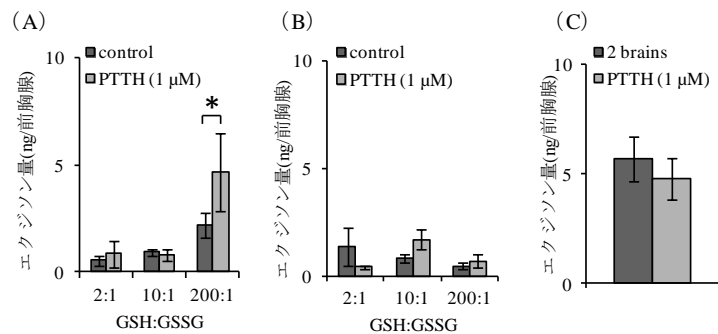 (A)
control
PTTH (1 μM)
*
エクジソン量(ng/前胸腺)
10
5
0
2:1 10:1 200:1
GSH:GSSG
(B)
control
PTTH (1 μM)
エクジソン量(ng/前胸腺)
10
5
0
2:1 10:1 200:1
GSH:GSSG
(C)
2 brains
PTTH (1 μM)
エクジソン量(ng/前胸腺)
10
5
0